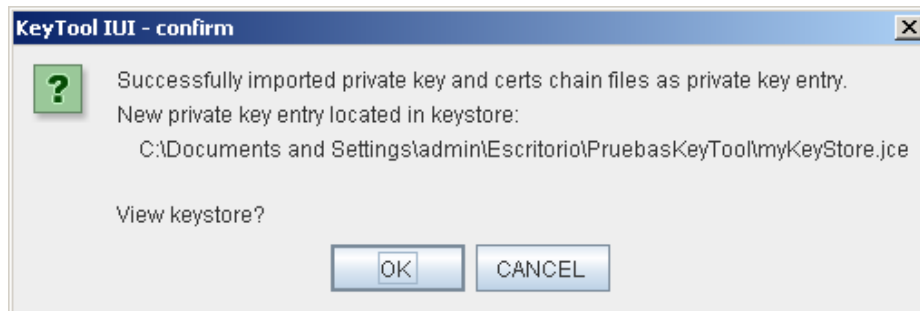 KeyTool IUI - confirm
Successfully imported private key and certs chain files as private key entry.
New private key entry located in keystore:
C:\Documents and Settings\admin\Escritorio\PruebasKeyTool\myKeyStore.jce
View keystore?
OK
CANCEL